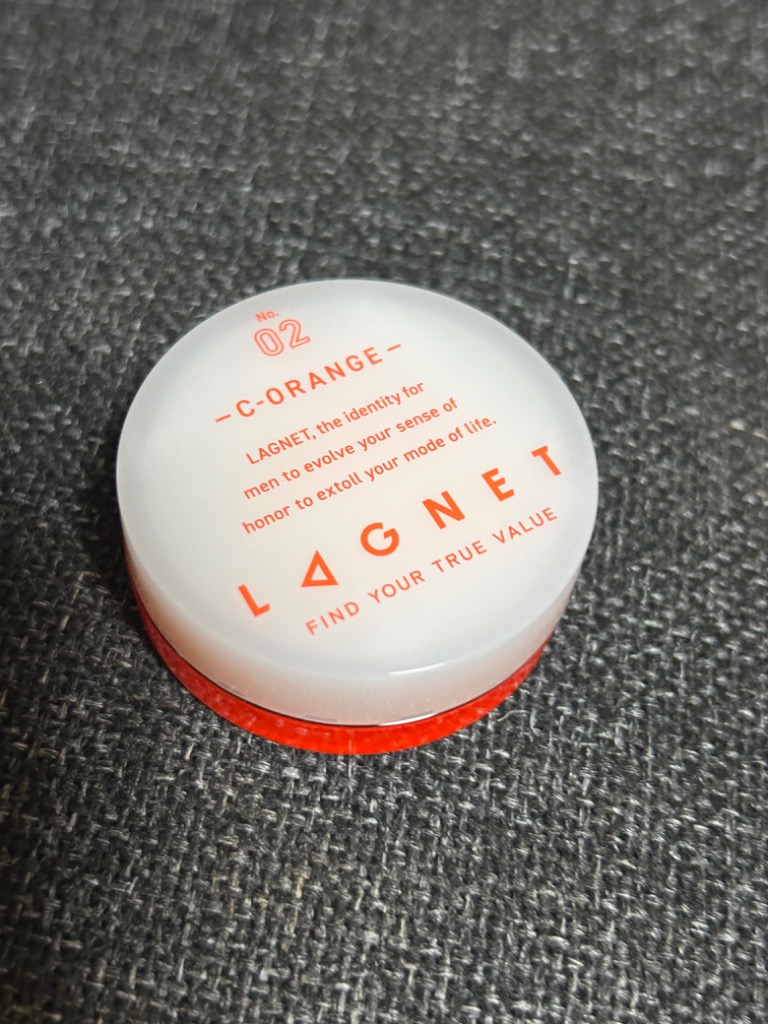 No.
02
–C-ORANGE–
LAGNET, the identity for
men to evolve your sense of
honor to extoll your mode of life.
LAGNET
FIND YOUR TRUE VALUE